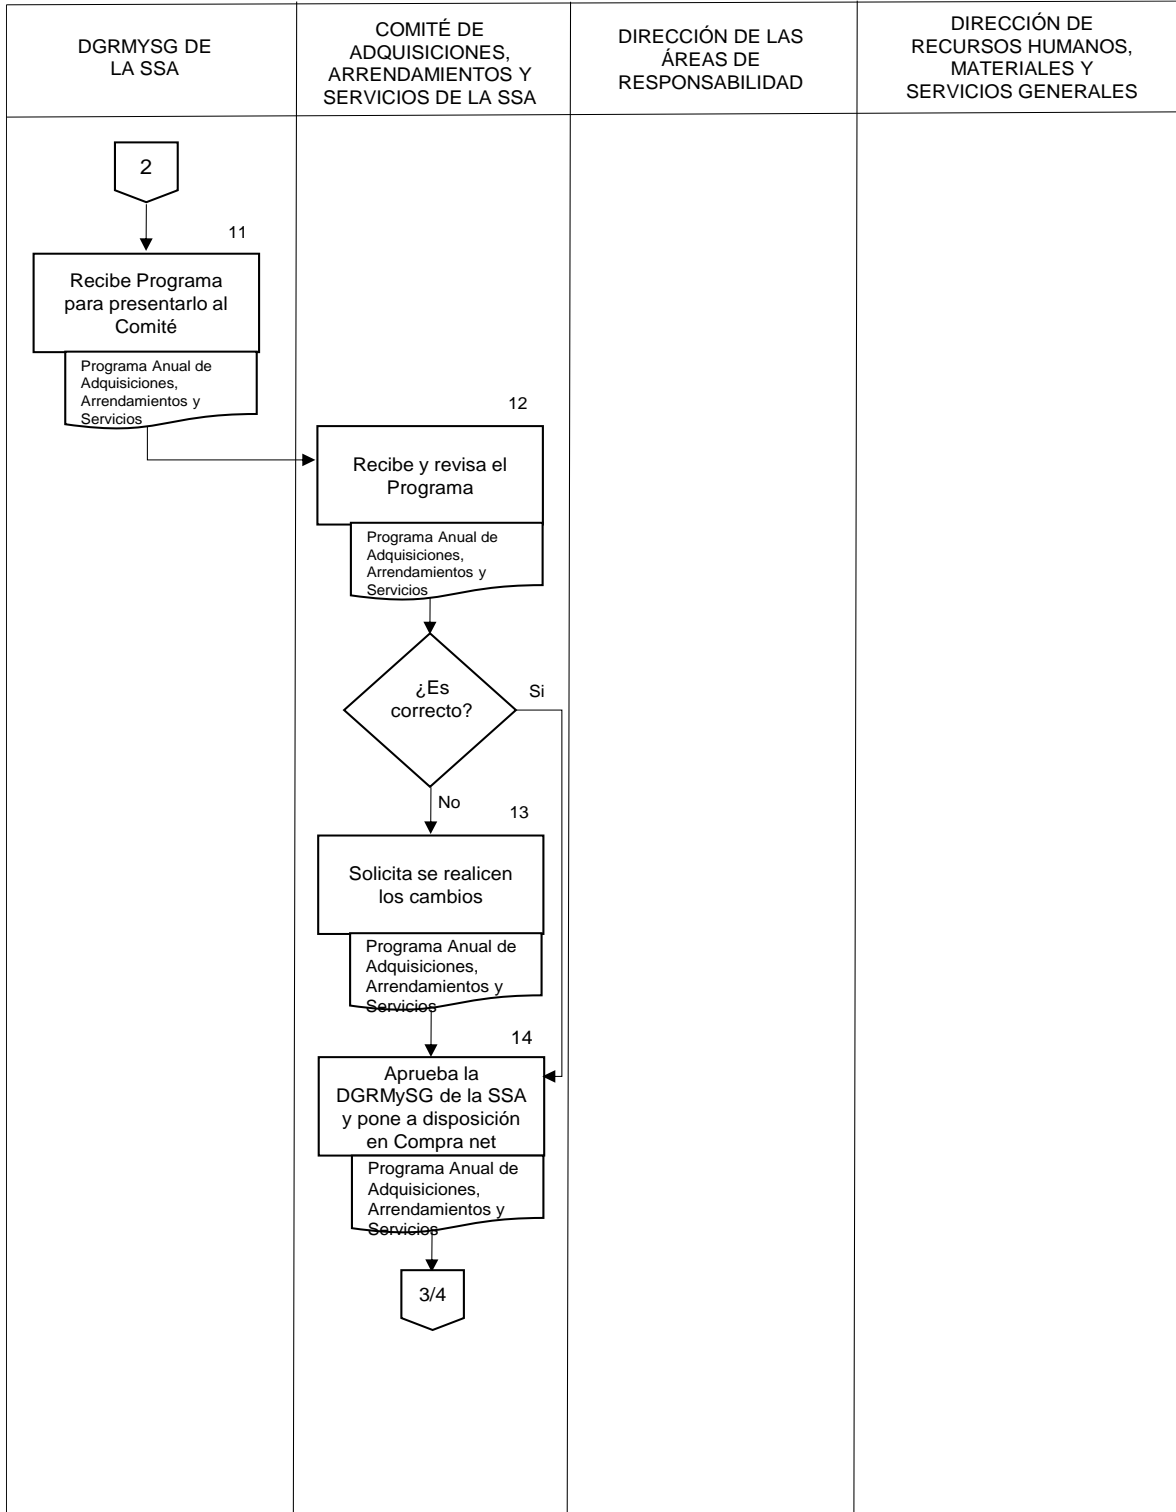 DGRMYSG DE
LA SSA
COMITÉ DE
ADQUISICIONES,
ARRENDAMIENTOS Y
SERVICIOS DE LA SSA
DIRECCIÓN DE LAS
ÁREAS DE
RESPONSABILIDAD
DIRECCIÓN DE
RECURSOS HUMANOS,
MATERIALES Y
SERVICIOS GENERALES
2
11
Recibe Programa
para presentarlo al
Comité
Programa Anual de
Adquisiciones,
Arrendamientos y
Servicios
12
Recibe y revisa el
Programa
Programa Anual de
Adquisiciones,
Arrendamientos y
Servicios
¿Es
correcto?
Si
No
13
Solicita se realicen
los cambios
Programa Anual de
Adquisiciones,
Arrendamientos y
Servicios
14
Aprueba la
DGRMySG de la SSA
y pone a disposición
en Compra net
Programa Anual de
Adquisiciones,
Arrendamientos y
Servicios
3/4